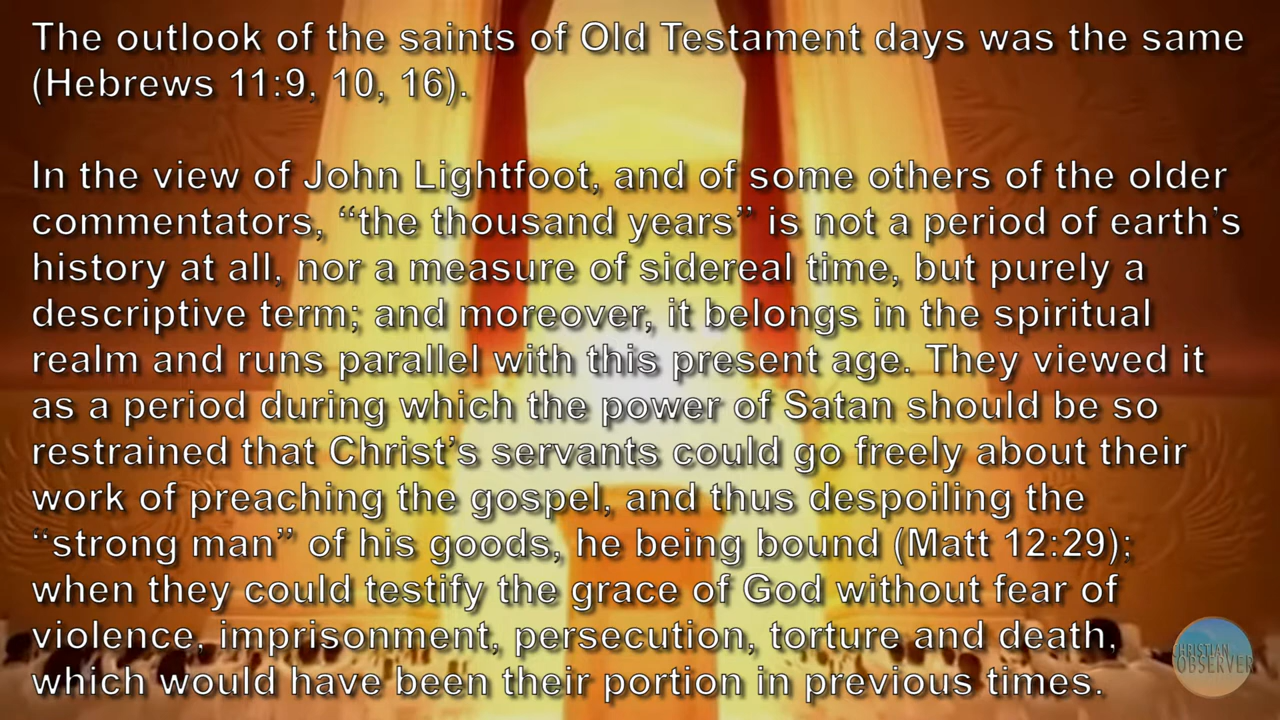 The outlook of the saints of Old Testament days was the same
(Hebrews 11:9, 10, 16).
In the view of John Lightfoot, and of some others of the older
commentators, “the thousand years” is not a period of earth’s
history at all, nor a measure of sidereal time, but purely a
descriptive term; and moreover, it belongs in the spiritual
realm and runs parallel with this present age. They viewed it
as a period during which the power of Satan should be so
restrained that Christ’s servants could go freely about their
work of preaching the gospel, and thus despoiling the
“strong man” of his goods, he being bound (Matt 12:29);
when they could testify the grace of God without fear of
violence, imprisonment, persecution, torture and death,
which would have been their portion in previous times.
CHRISTIAN
OBSERVER